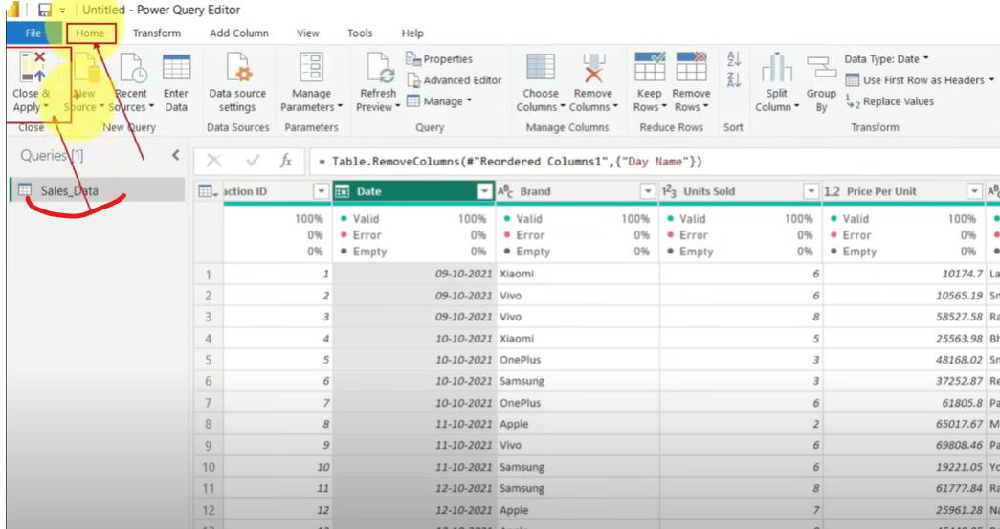 Untitled - Power Query Editor
File Home Transform Add Column View Tools Help
Close & Apply
New Source
Recent Sources
Enter Data
Data source settings
Manage Parameters
Refresh Preview
Properties
Advanced Editor
Manage
Choose Columns
Remove Columns
Keep Rows
Remove Rows
Split Column
Group By
Data Type: Date
Use First Row as Headers
Replace Values
Close New Query Data Sources Parameters Query Manage Columns Reduce Rows Sort Transform
Queries [1]
Sales_Data
fx = Table.RemoveColumns(#"Reordered Columns1",{"Day Name"})
action ID Date ABC Brand 123 Units Sold 1.2 Price Per Unit AB
100% Valid 100% Valid 100% Valid 100% Valid 100%
0% Error 0% Error 0% Error 0% Error 0%
0% Empty 0% Empty 0% Empty 0% Empty 0%
1 1 09-10-2021 Xiaomi 6 10174.7 La
2 2 09-10-2021 Vivo 6 10565.19 Sn
3 3 09-10-2021 Vivo 8 58527.58 Ra
4 4 10-10-2021 Xiaomi 5 25563.98 Bh
5 5 10-10-2021 OnePlus 3 48168.02 Sn
6 6 10-10-2021 Samsung 3 37252.87 Re
7 7 10-10-2021 OnePlus 6 61805.8 Pa
8 8 11-10-2021 Apple 2 65017.67 M
9 9 11-10-2021 Vivo 6 69808.46 Pa
10 10 11-10-2021 Samsung 6 19221.05 Yo
11 11 12-10-2021 Samsung 8 61777.84 Ra
12 12 12-10-2021 Apple 7 25961.28 Na